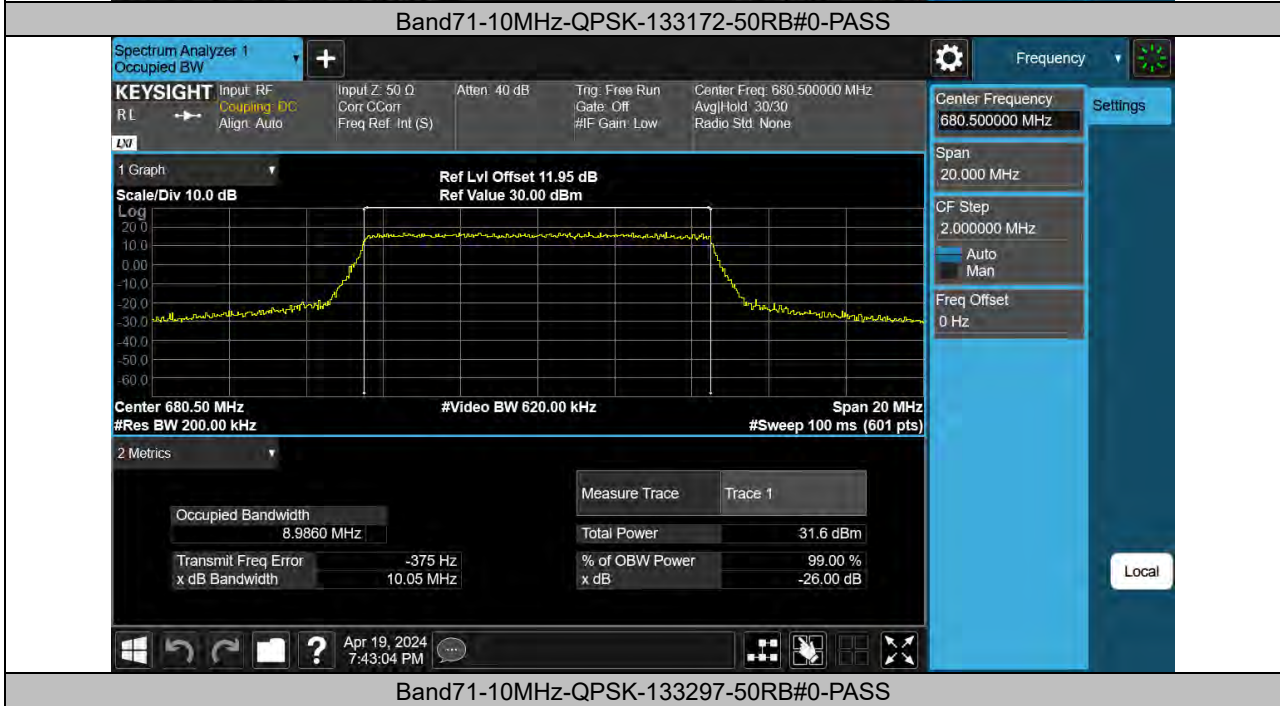 Band71-10MHz-QPSK-133172-50RB#0-PASS
Spectrum Analyzer 1
Occupied BW
Frequency
KEYSIGHT
RL
LXI
Input: RF
Coupling: DC
Align: Auto
Input Z: 50 Ω
Corr CCorr
Freq Ref: Int (S)
Atten: 40 dB
Trig: Free Run
Gate: Off
#IF Gain: Low
Center Freq: 680.500000 MHz
Avg|Hold: 30/30
Radio Std: None
Center Frequency
680.500000 MHz
Settings
Span
20.000 MHz
CF Step
2.000000 MHz
Auto
Man
Freq Offset
0 Hz
1 Graph
Scale/Div 10.0 dB
Ref Lvl Offset 11.95 dB
Ref Value 30.00 dBm
Log
20.0
10.0
0.00
-10.0
-20.0
-30.0
-40.0
-50.0
-60.0
Center 680.50 MHz
#Video BW 620.00 kHz
Span 20 MHz
#Res BW 200.00 kHz
#Sweep 100 ms (601 pts)
2 Metrics
Measure Trace Trace 1
Occupied Bandwidth
8.9860 MHz
Total Power 31.6 dBm
Transmit Freq Error -375 Hz
% of OBW Power 99.00 %
x dB Bandwidth 10.05 MHz
x dB -26.00 dB
Local
?
Apr 19, 2024
7:43:04 PM
Band71-10MHz-QPSK-133297-50RB#0-PASS